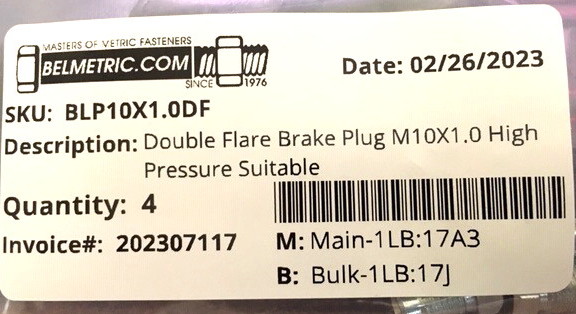 MASTERS OF METRIC FASTENERS
BELMETRIC.COM
SINCE 1976
Date: 02/26/2023
SKU: BLP10X1.0DF
Description: Double Flare Brake Plug M10X1.0 High
Pressure Suitable
Quantity: 4
Invoice#: 202307117
M: Main-1LB:17A3
B: Bulk-1LB:17J